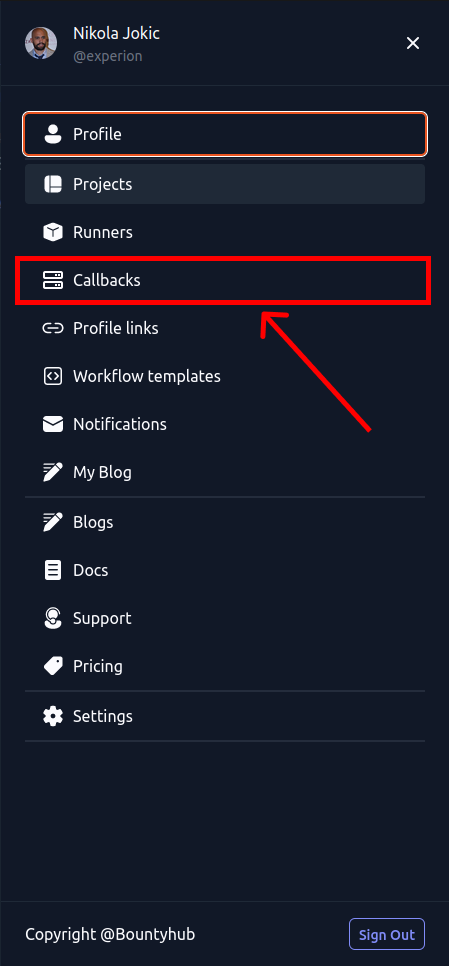 Nikola Jokic
@experion
Profile
Projects
Runners
Callbacks
Profile links
Workflow templates
Notifications
My Blog
Blogs
Docs
Support
Pricing
Settings
Copyright @Bountyhub
Sign Out